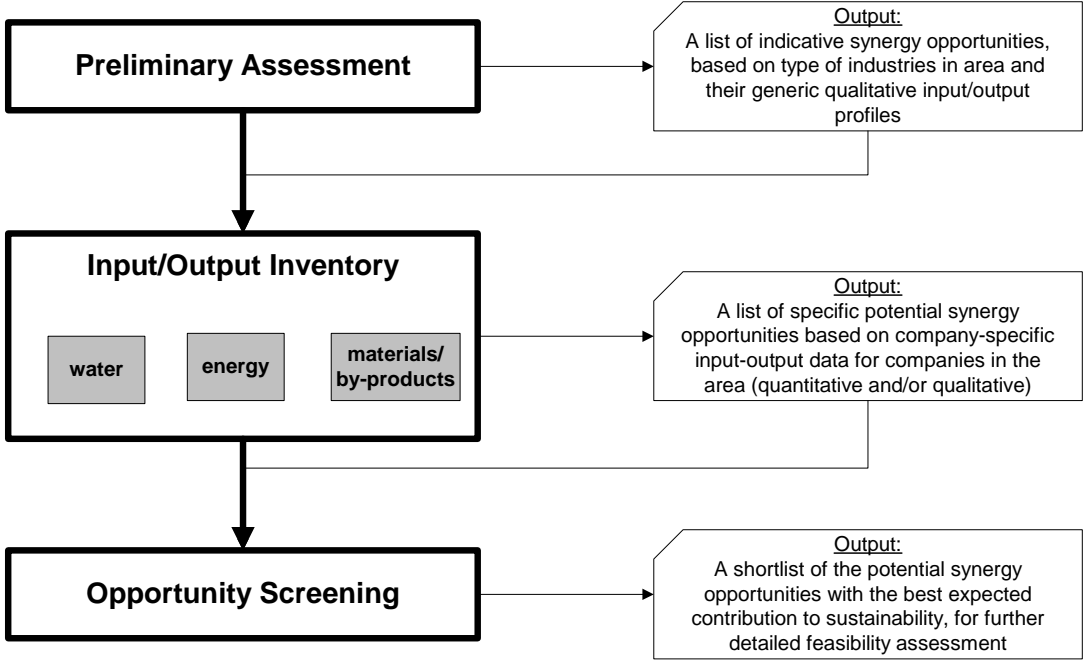 Preliminary Assessment
Output:
A list of indicative synergy opportunities,
based on type of industries in area and
their generic qualitative input/output
profiles
Input/Output Inventory
water
energy
materials/
by-products
Output:
A list of specific potential synergy
opportunities based on company-specific
input-output data for companies in the
area (quantitative and/or qualitative)
Opportunity Screening
Output:
A shortlist of the potential synergy
opportunities with the best expected
contribution to sustainability, for further
detailed feasibility assessment